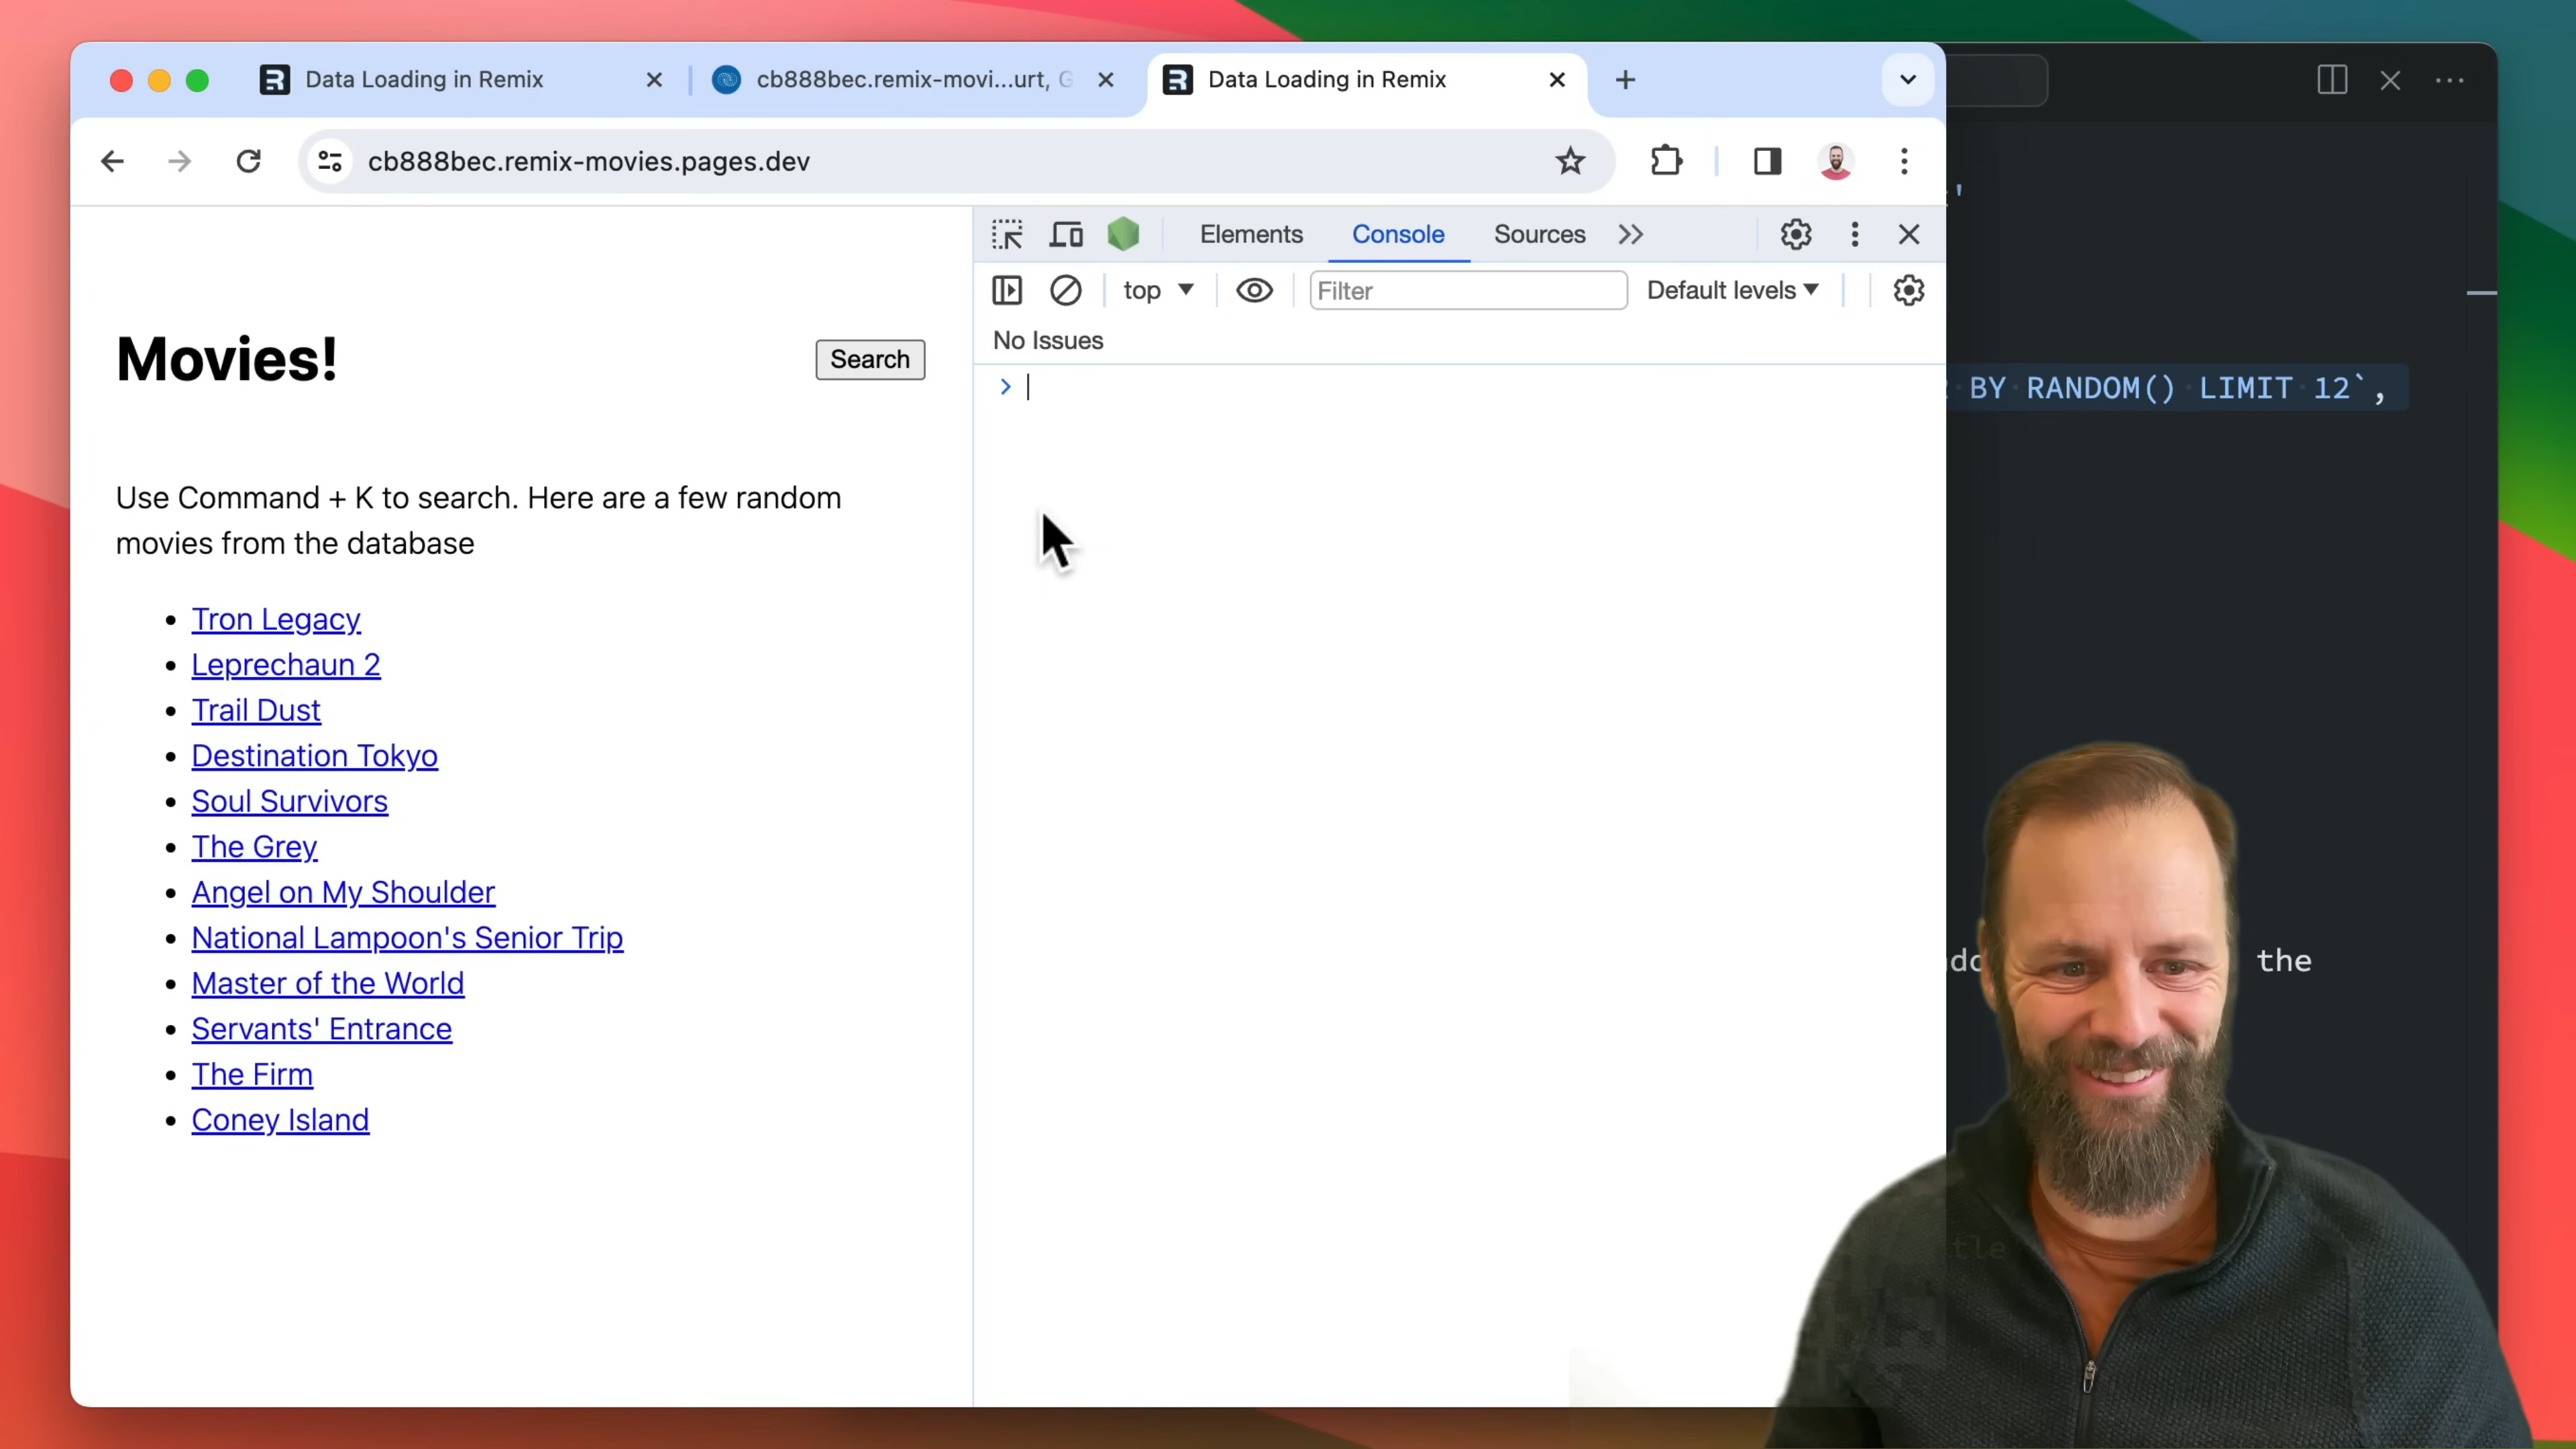 Data Loading in Remix
cb888bec.remix-movi...urt, G
Data Loading in Remix
cb888bec.remix-movies.pages.dev
Elements
Console
Sources
top
Filter
Default levels
No Issues
Movies!
Search
Use Command + K to search. Here are a few random
movies from the database
Tron Legacy
Leprechaun 2
Trail Dust
Destination Tokyo
Soul Survivors
The Grey
Angel on My Shoulder
National Lampoon's Senior Trip
Master of the World
Servants' Entrance
The Firm
Coney Island
BY RANDOM() LIMIT 12`,
the